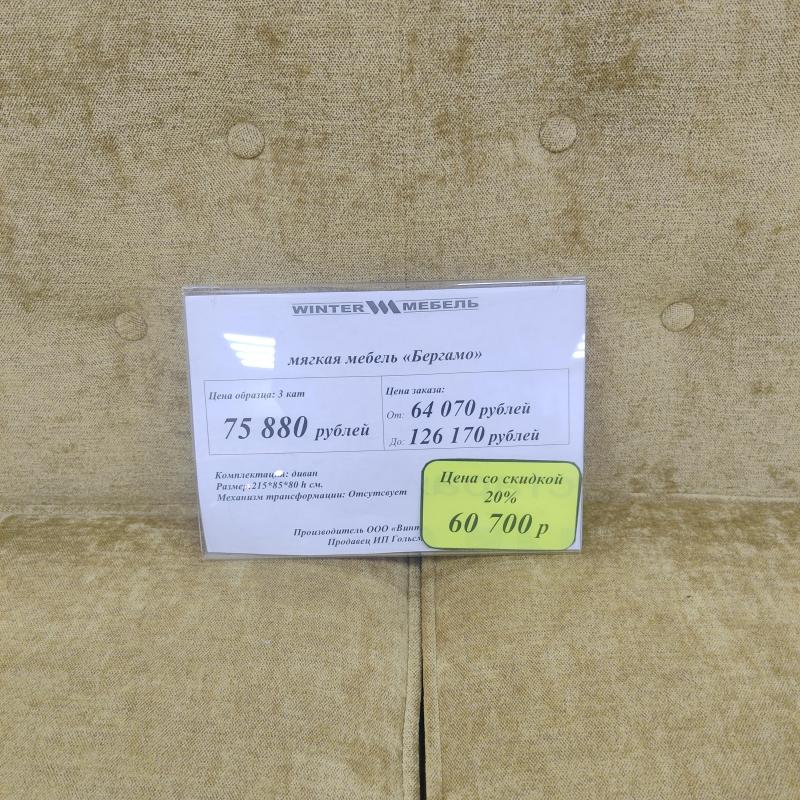 WINTER МЕБЕЛЬ
мягкая мебель «Бергамо»
Цена образца: 3 кат
75 880 рублей
Цена заказа:
От: 64 070 рублей
До: 126 170 рублей
Комплектация: диван
Размер:215*85*80 h см.
Механизм трансформации: Отсутсвует
Производитель ООО «Винт
Продавец ИП Гольсм
Цена со скидкой
20%
60 700 р